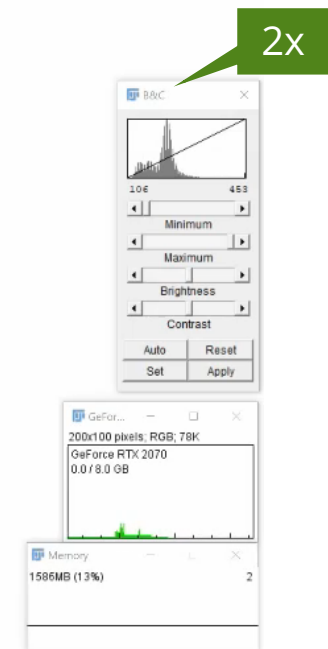 2x
B&C
106 453
Minimum
Maximum
Brightness
Contrast
Auto Reset
Set Apply
GeFor...
200x100 pixels; RGB; 78K
GeForce RTX 2070
0.0 / 8.0 GB
Memory
1586MB (13%) 2